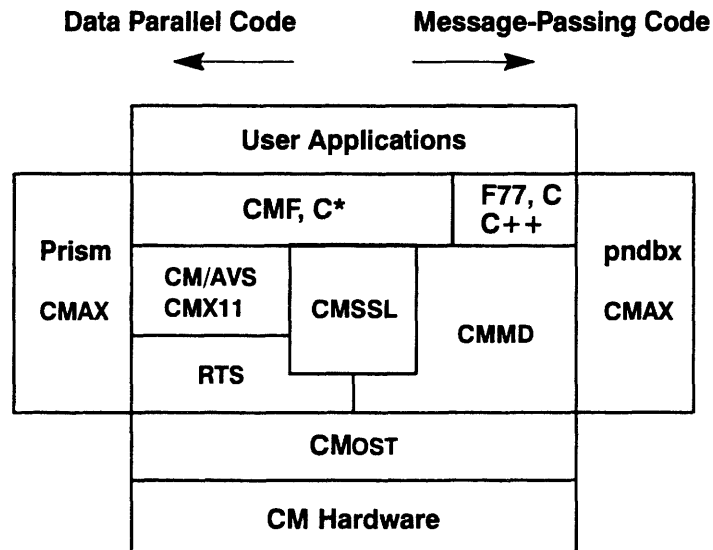 Data Parallel Code
Message-Passing Code
User Applications
CMF, C*
F77, C
C++
Prism
CMAX
CM/AVS
CMX11
CMSSL
CMMD
pndbx
CMAX
RTS
CMOST
CM Hardware